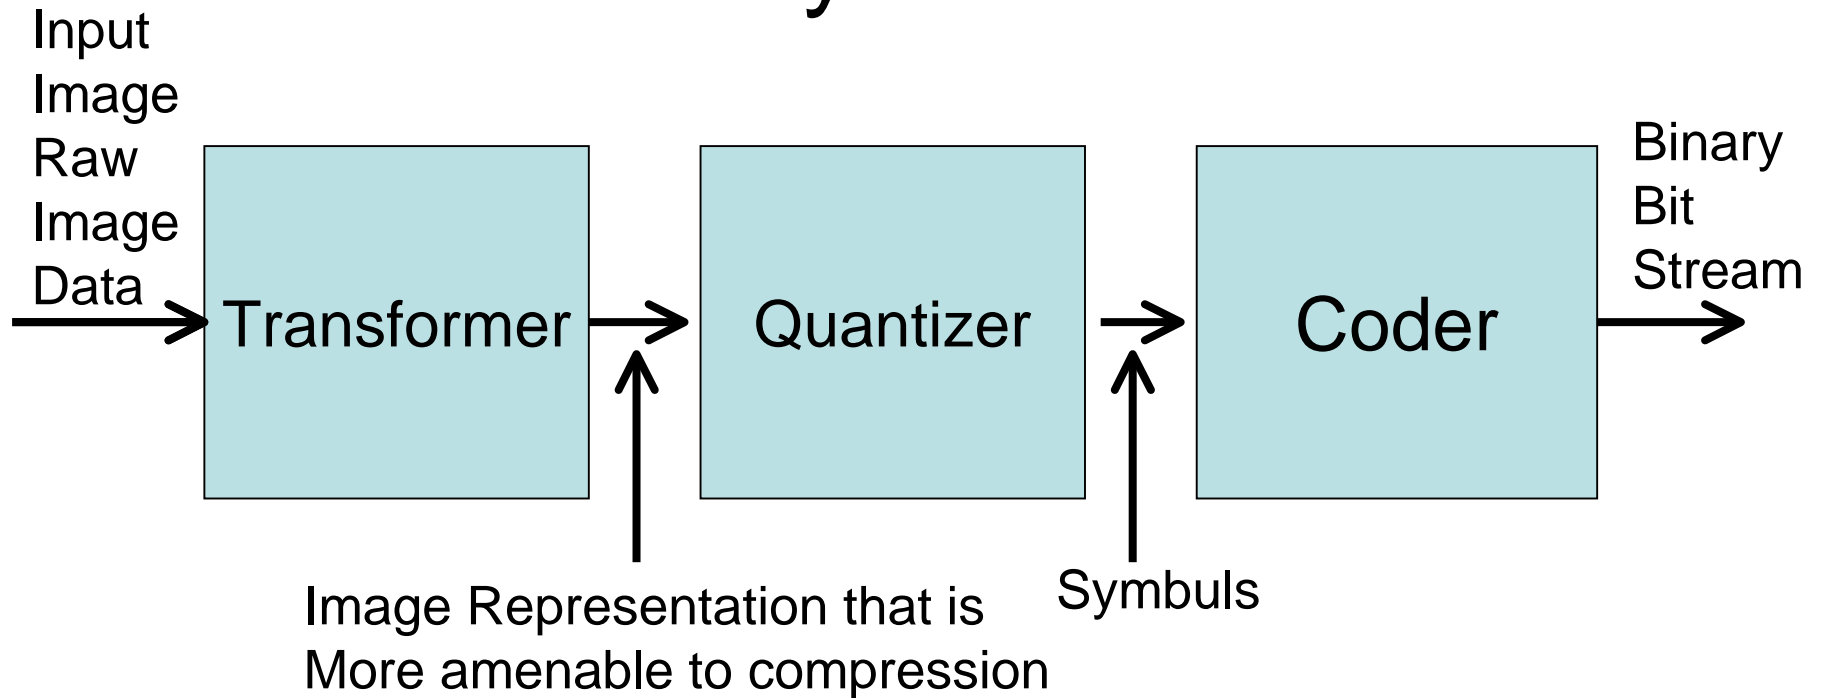 Input
Image
Raw
Image
Data
Transformer
Quantizer
Coder
Binary
Bit
Stream
Image Representation that is
More amenable to compression
Symbuls